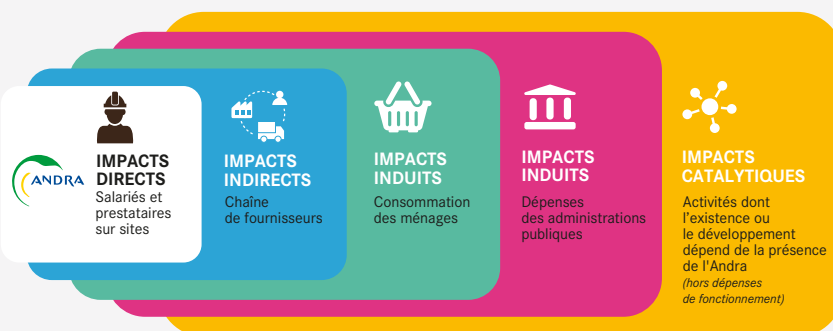 ANDRA
IMPACTS
DIRECTS
Salariés et
prestataires
sur sites
IMPACTS
INDIRECTS
Chaîne
de fournisseurs
IMPACTS
INDUITS
Consommation
des ménages
IMPACTS
INDUITS
Dépenses
des administrations
publiques
IMPACTS
CATALYTIQUES
Activités dont
l'existence ou
le développement
dépend de la présence
de l'Andra
(hors dépenses
de fonctionnement)